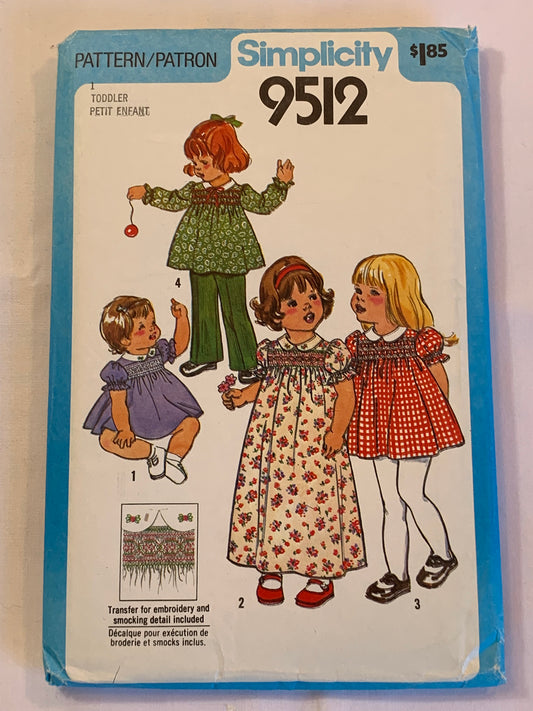 PATTERN/PATRON
Simplicity
$1.85
9512
1
TODDLER
PETIT ENFANT
4
1
2
3
Transfer for embroidery and
smocking detail included
Décalque pour exécution de
broderie et smocks inclus.